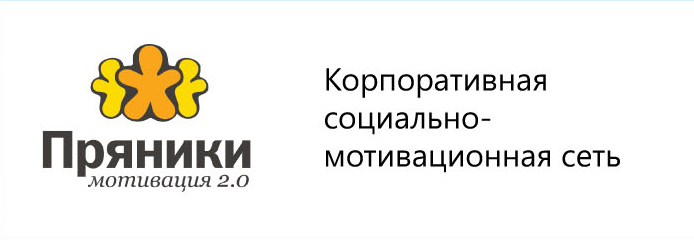 Пряники
мотивация 2.0
Корпоративная
социально-
мотивационная сеть